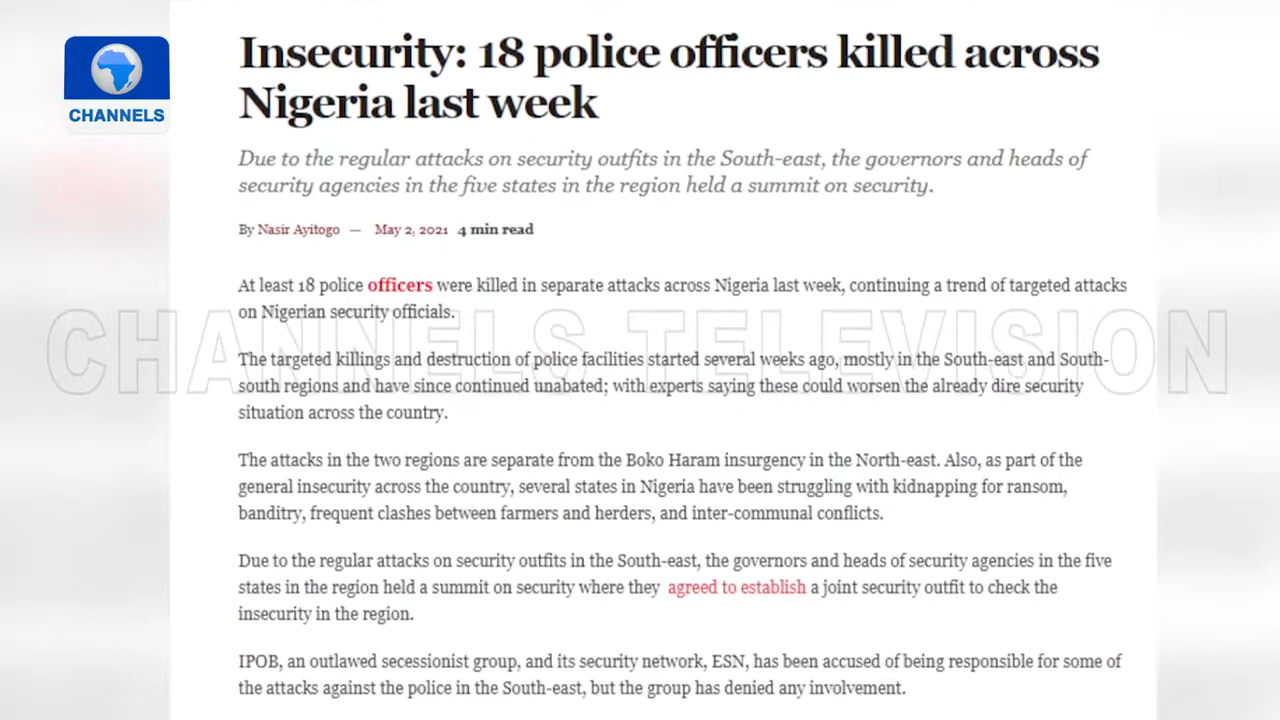 CHANNELS
Insecurity: 18 police officers killed across
Nigeria last week
Due to the regular attacks on security outfits in the South-east, the governors and heads of
security agencies in the five states in the region held a summit on security.
By Nasir Ayitogo — May 2, 2021 4 min read
At least 18 police officers were killed in separate attacks across Nigeria last week, continuing a trend of targeted attacks
on Nigerian security officials.
CHANNELS TELEVISION
The targeted killings and destruction of police facilities started several weeks ago, mostly in the South-east and South-
south regions and have since continued unabated; with experts saying these could worsen the already dire security
situation across the country.
The attacks in the two regions are separate from the Boko Haram insurgency in the North-east. Also, as part of the
general insecurity across the country, several states in Nigeria have been struggling with kidnapping for ransom,
banditry, frequent clashes between farmers and herders, and inter-communal conflicts.
Due to the regular attacks on security outfits in the South-east, the governors and heads of security agencies in the five
states in the region held a summit on security where they agreed to establish a joint security outfit to check the
insecurity in the region.
IPOB, an outlawed secessionist group, and its security network, ESN, has been accused of being responsible for some of
the attacks against the police in the South-east, but the group has denied any involvement.